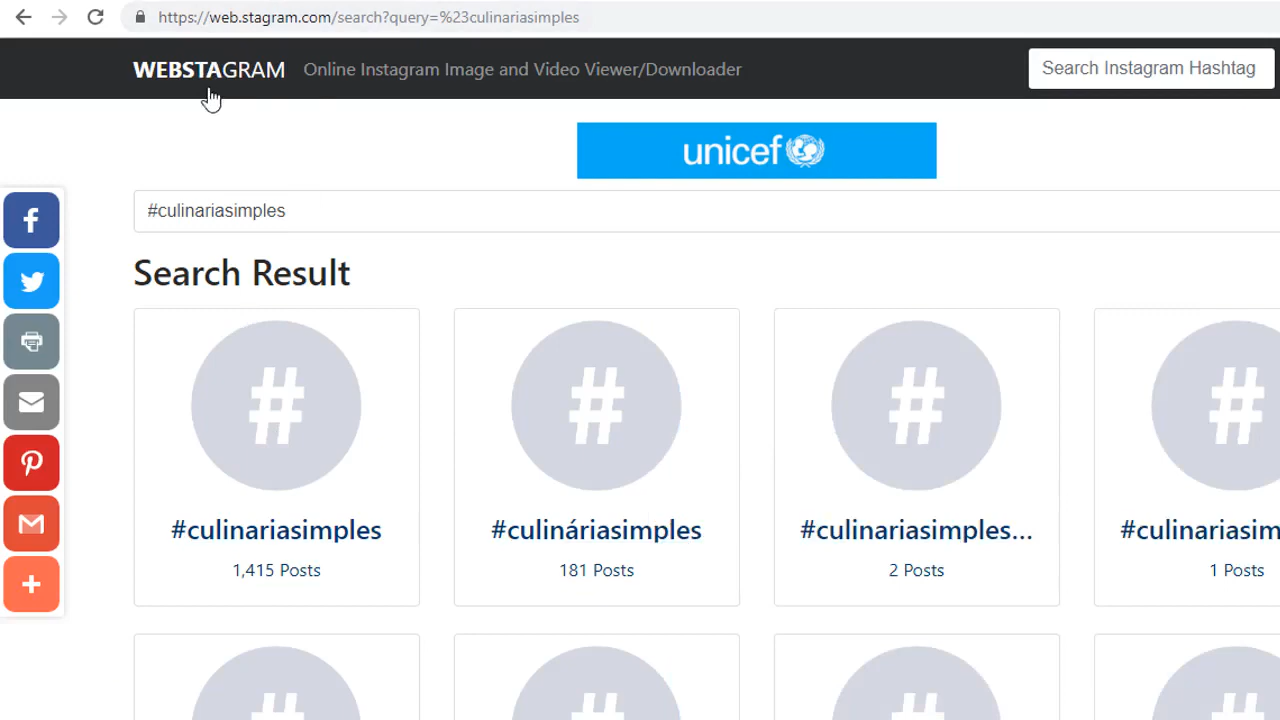 https://web.stagram.com/search?query=%23culinariasimples
WEBSTAGRAM Online Instagram Image and Video Viewer/Downloader Search Instagram Hashtag
unicef
#culinariasimples
Search Result
#culinariasimples #culináriasimples #culinariasimples... #culinariasim
1,415 Posts 181 Posts 2 Posts 1 Posts